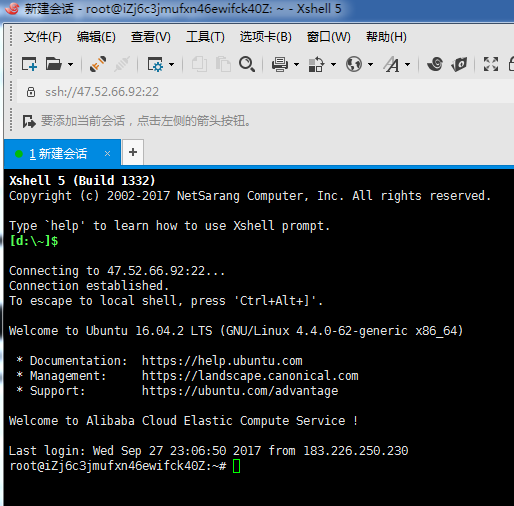 新建会话 - root@iZj6c3jmufxn46ewifck40Z: ~ - Xshell 5
文件(F) 编辑(E) 查看(V) 工具(T) 选项卡(B) 窗口(W) 帮助(H)
ssh://47.52.66.92:22
要添加当前会话，点击左侧的箭头按钮。
1 新建会话 × +
Xshell 5 (Build 1332)
Copyright (c) 2002-2017 NetSarang Computer, Inc. All rights reserved.
Type `help' to learn how to use Xshell prompt.
[d:\~]$
Connecting to 47.52.66.92:22...
Connection established.
To escape to local shell, press 'Ctrl+Alt+]'.
Welcome to Ubuntu 16.04.2 LTS (GNU/Linux 4.4.0-62-generic x86_64)
* Documentation: https://help.ubuntu.com
* Management: https://landscape.canonical.com
* Support: https://ubuntu.com/advantage
Welcome to Alibaba Cloud Elastic Compute Service !
Last login: Wed Sep 27 23:06:50 2017 from 183.226.250.230
root@iZj6c3jmufxn46ewifck40Z:~#